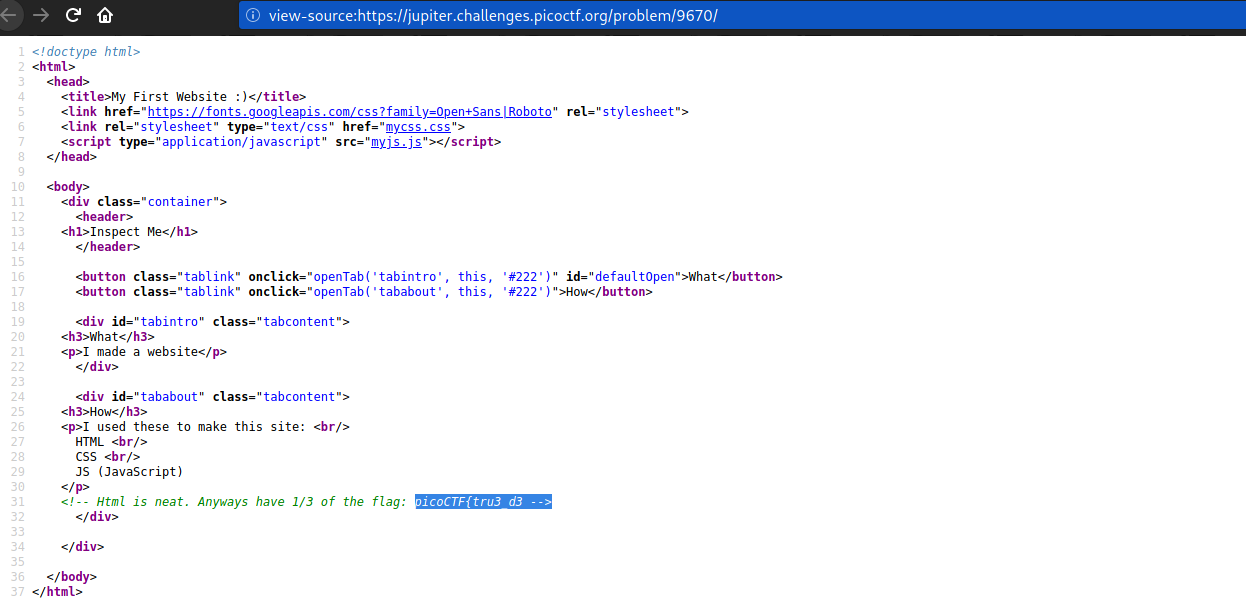 view-source:https://jupiter.challenges.picoctf.org/problem/9670/
1 <!doctype html>
2 <html>
3   <head>
4     <title>My First Website :)</title>
5     <link href="https://fonts.googleapis.com/css?family=Open+Sans|Roboto" rel="stylesheet">
6     <link rel="stylesheet" type="text/css" href="mycss.css">
7     <script type="application/javascript" src="myjs.js"></script>
8   </head>
9
10   <body>
11     <div class="container">
12       <header>
13     <h1>Inspect Me</h1>
14       </header>
15
16       <button class="tablink" onclick="openTab('tabintro', this, '#222')" id="defaultOpen">What</button>
17       <button class="tablink" onclick="openTab('tababout', this, '#222')">How</button>
18
19       <div id="tabintro" class="tabcontent">
20     <h3>What</h3>
21     <p>I made a website</p>
22       </div>
23
24       <div id="tababout" class="tabcontent">
25     <h3>How</h3>
26     <p>I used these to make this site: <br/>
27       HTML <br/>
28       CSS <br/>
29       JS (JavaScript)
30     </p>
31     <!-- Html is neat. Anyways have 1/3 of the flag: picoCTF{tru3_d3 -->
32       </div>
33
34     </div>
35
36   </body>
37 </html>